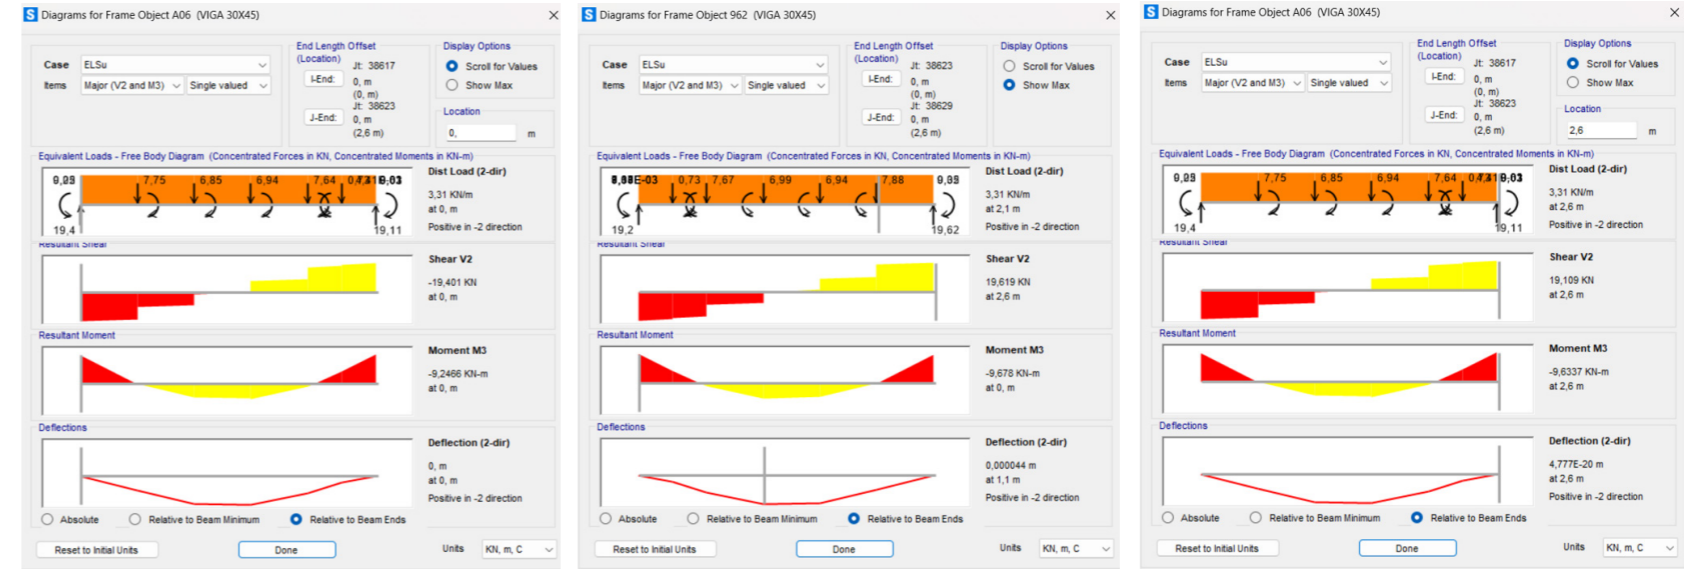 Diagrams for Frame Object A06 (VIGA 30X45)
Case ELSu
Items Major (V2 and M3) Single valued
End Length Offset
(Location)
I-End: Jt: 38617
0, m
(0, m)
J-End: Jt: 38623
0, m
(2,6 m)
Display Options
Scroll for Values
Show Max
Location
0, m
Equivalent Loads - Free Body Diagram (Concentrated Forces in KN, Concentrated Moments in KN-m)
7,75 6,85 6,94 7,64
19,4 19,11
Dist Load (2-dir)
3,31 KN/m
at 0, m
Positive in -2 direction
Resultant Shear
Shear V2
-19,401 KN
at 0, m
Resultant Moment
Moment M3
-9,2466 KN-m
at 0, m
Deflections
Deflection (2-dir)
0, m
at 0, m
Positive in -2 direction
Absolute Relative to Beam Minimum Relative to Beam Ends
Reset to Initial Units Done Units KN, m, C
Diagrams for Frame Object 962 (VIGA 30X45)
Case ELSu
Items Major (V2 and M3) Single valued
End Length Offset
(Location)
I-End: Jt: 38623
0, m
(0, m)
J-End: Jt: 38629
0, m
(2,6 m)
Display Options
Scroll for Values
Show Max
Equivalent Loads - Free Body Diagram (Concentrated Forces in KN, Concentrated Moments in KN-m)
0,73 7,67 6,99 6,94 7,88
19,2 19,62
Dist Load (2-dir)
3,31 KN/m
at 2,1 m
Positive in -2 direction
Resultant Shear
Shear V2
19,619 KN
at 2,6 m
Resultant Moment
Moment M3
-9,678 KN-m
at 0, m
Deflections
Deflection (2-dir)
0,000044 m
at 1,1 m
Positive in -2 direction
Absolute Relative to Beam Minimum Relative to Beam Ends
Reset to Initial Units Done Units KN, m, C
Diagrams for Frame Object A06 (VIGA 30X45)
Case ELSu
Items Major (V2 and M3) Single valued
End Length Offset
(Location)
I-End: Jt: 38617
0, m
(0, m)
J-End: Jt: 38623
0, m
(2,6 m)
Display Options
Scroll for Values
Show Max
Location
2,6 m
Equivalent Loads - Free Body Diagram (Concentrated Forces in KN, Concentrated Moments in KN-m)
7,75 6,85 6,94 7,64
19,4 19,11
Dist Load (2-dir)
3,31 KN/m
at 2,6 m
Positive in -2 direction
Resultant Shear
Shear V2
19,109 KN
at 2,6 m
Resultant Moment
Moment M3
-9,6337 KN-m
at 2,6 m
Deflections
Deflection (2-dir)
4,777E-20 m
at 2,6 m
Positive in -2 direction
Absolute Relative to Beam Minimum Relative to Beam Ends
Reset to Initial Units Done Units KN, m, C